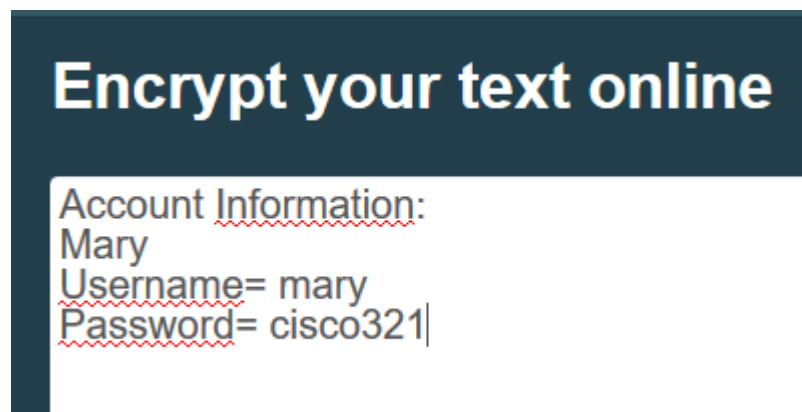 Encrypt your text online
Account Information:
Mary
Username= mary
Password= cisco321